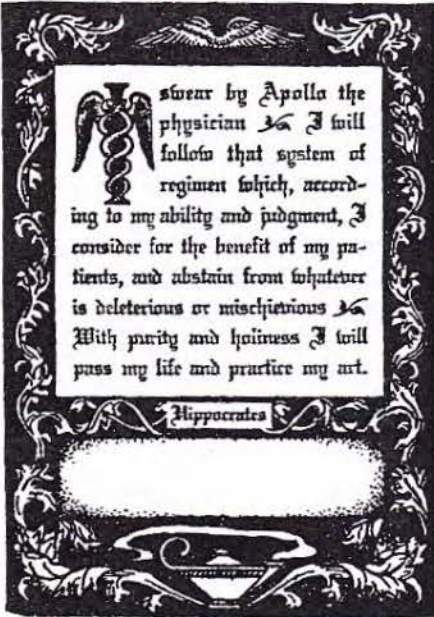 I swear by Apollo the
physician I will
follow that system of
regimen which, accord-
ing to my ability and judgment, I
consider for the benefit of my pa-
tients, and abstain from whatever
is deleterious or mischievious
With purity and holiness I will
pass my life and practice my art.
Hippocrates